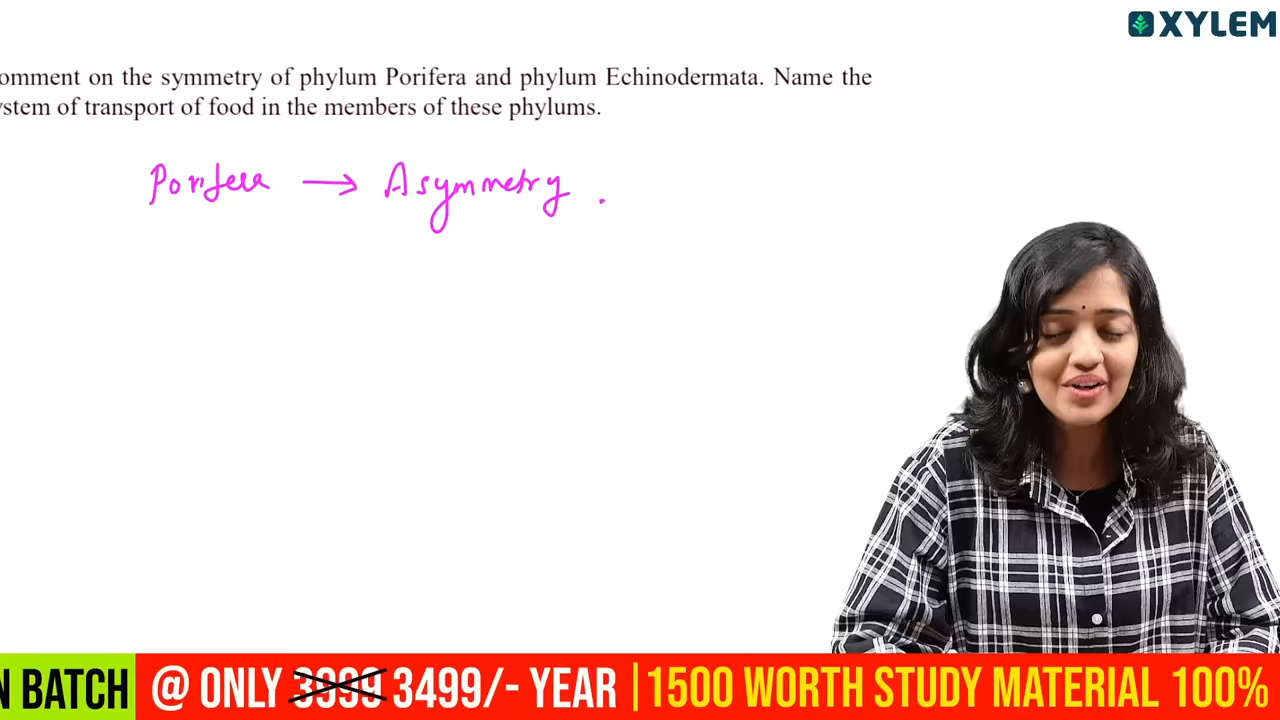 XYLEM
omment on the symmetry of phylum Porifera and phylum Echinodermata. Name the
ystem of transport of food in the members of these phylums.
Porifera → Asymmetry .
N BATCH @ ONLY 3999 3499/- YEAR | 1500 WORTH STUDY MATERIAL 100%